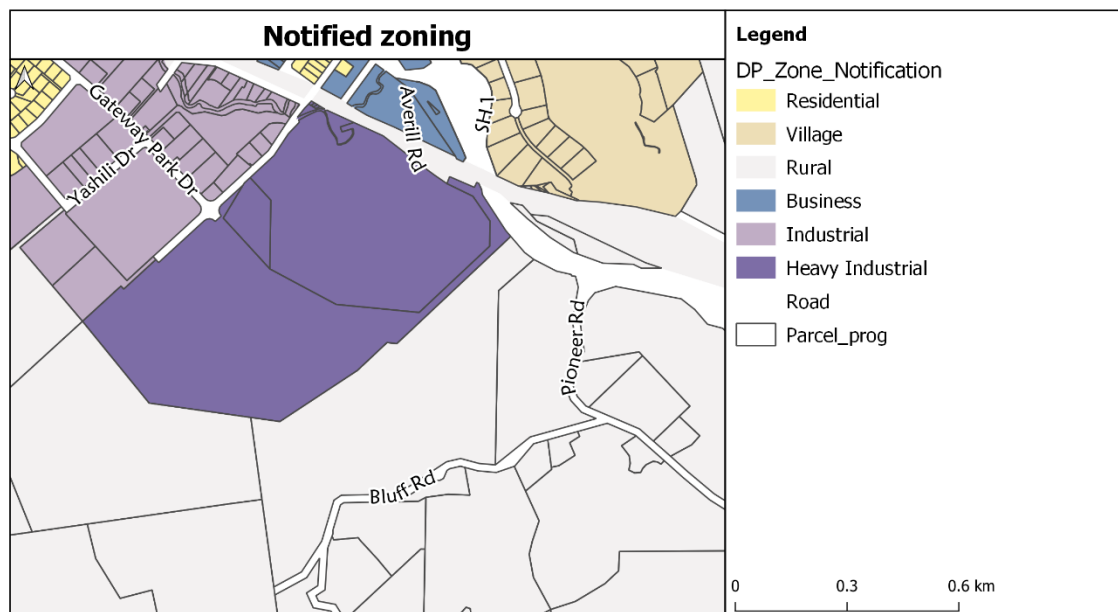 Notified zoning
Gateway Park Dr
Yashili Dr
Averill Rd
SH 1
Pioneer Rd
Bluff Rd
Legend
DP_Zone_Notification
Residential
Village
Rural
Business
Industrial
Heavy Industrial
Road
Parcel_prog
0 0.3 0.6 km